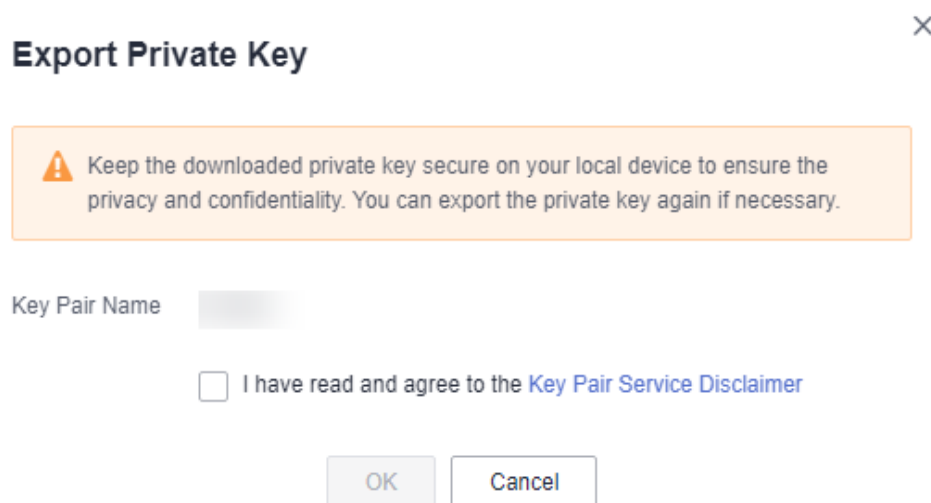 Export Private Key
Keep the downloaded private key secure on your local device to ensure the
privacy and confidentiality. You can export the private key again if necessary.
Key Pair Name
I have read and agree to the Key Pair Service Disclaimer
OK Cancel